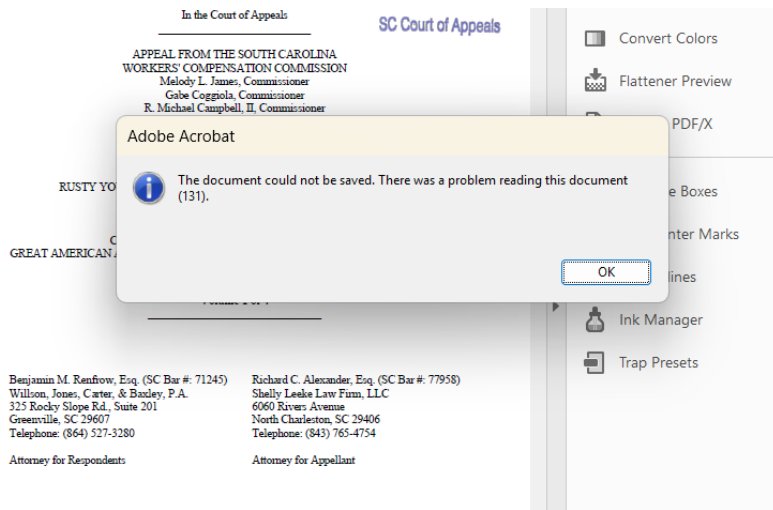 In the Court of Appeals
SC Court of Appeals
APPEAL FROM THE SOUTH CAROLINA
WORKERS' COMPENSATION COMMISSION
Melody L. James, Commissioner
Gabe Coggiola, Commissioner
R. Michael Campbell, II, Commissioner
Convert Colors
Flattener Preview
PDF/X
Adobe Acrobat
The document could not be saved. There was a problem reading this document
(131).
OK
RUSTY YO
GREAT AMERICAN
e Boxes
nter Marks
lines
Ink Manager
Trap Presets
Benjamin M. Renfrow, Esq. (SC Bar #: 71245)
Willson, Jones, Carter, & Baxley, P.A.
325 Rocky Slope Rd., Suite 201
Greenville, SC 29607
Telephone: (864) 527-3280
Attorney for Respondents
Richard C. Alexander, Esq. (SC Bar #: 77958)
Shelly Leeke Law Firm, LLC
6060 Rivers Avenue
North Charleston, SC 29406
Telephone: (843) 765-4754
Attorney for Appellant